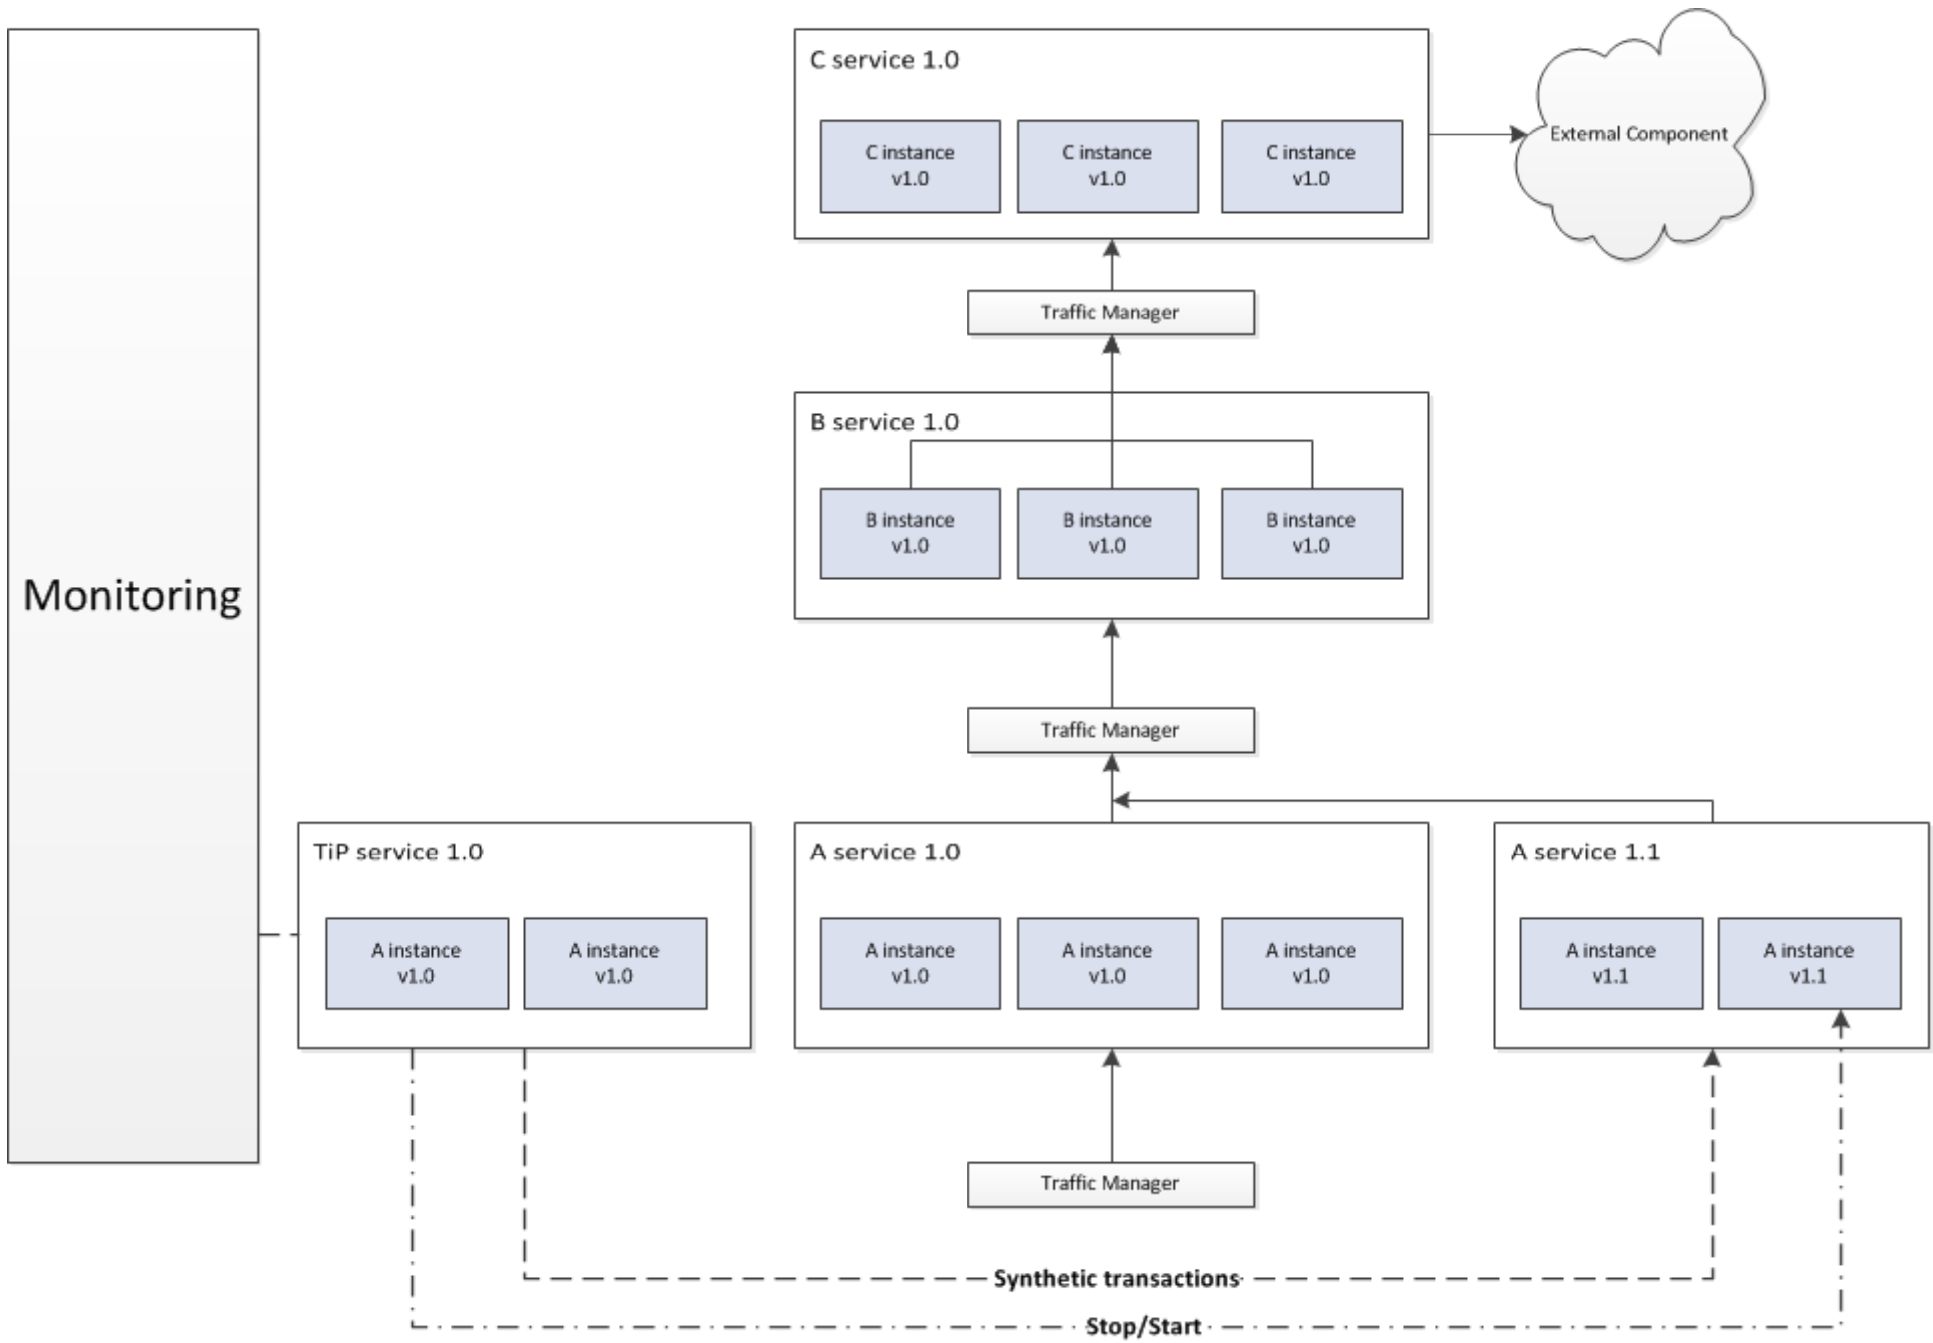 C service 1.0
C instance
v1.0
C instance
v1.0
C instance
v1.0
External Component
Traffic Manager
B service 1.0
B instance
v1.0
B instance
v1.0
B instance
v1.0
Monitoring
Traffic Manager
TiP service 1.0
A instance
v1.0
A instance
v1.0
A service 1.0
A instance
v1.0
A instance
v1.0
A instance
v1.0
A service 1.1
A instance
v1.1
A instance
v1.1
Traffic Manager
Synthetic transactions
Stop/Start